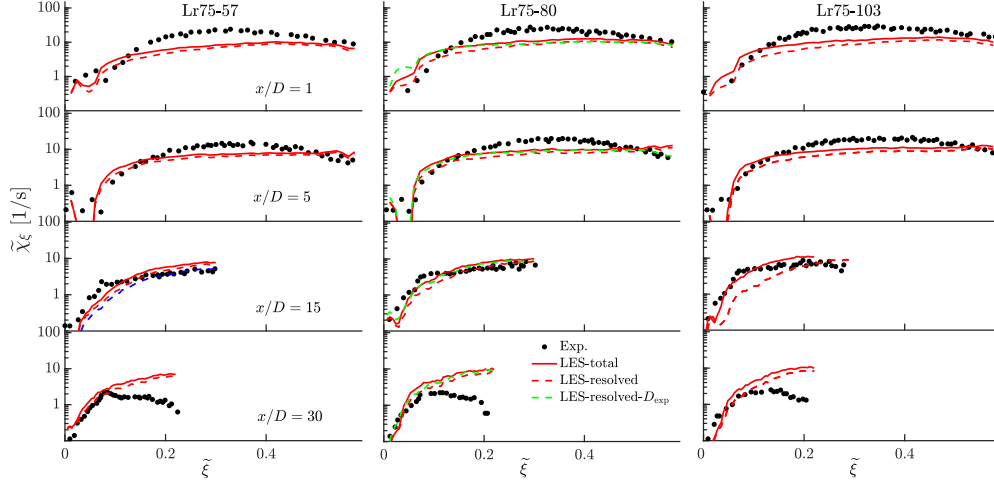 Lr75-57 Lr75-80 Lr75-103
100
10
1
x/D = 1
100
10
1
x/D = 5
100
10
1
x/D = 15
100
10
1
x/D = 30
χ̃ξ [1/s]
Exp.
LES-total
LES-resolved
LES-resolved-Dexp
0 0.2 0.4 0 0.2 0.4 0 0.2 0.4
ξ̃ ξ̃ ξ̃